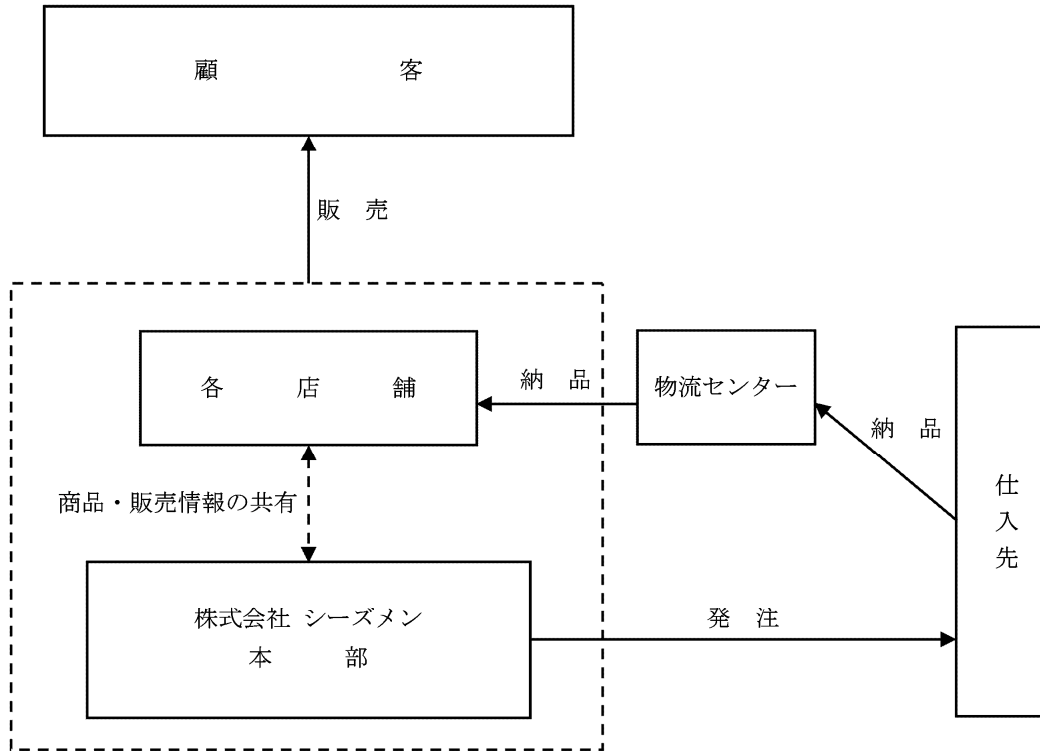 顧　客
販　売
各　店　舗
納　品
物流センター
納　品
商品・販売情報の共有
仕入先
株式会社 シーズメン
本　部
発　注